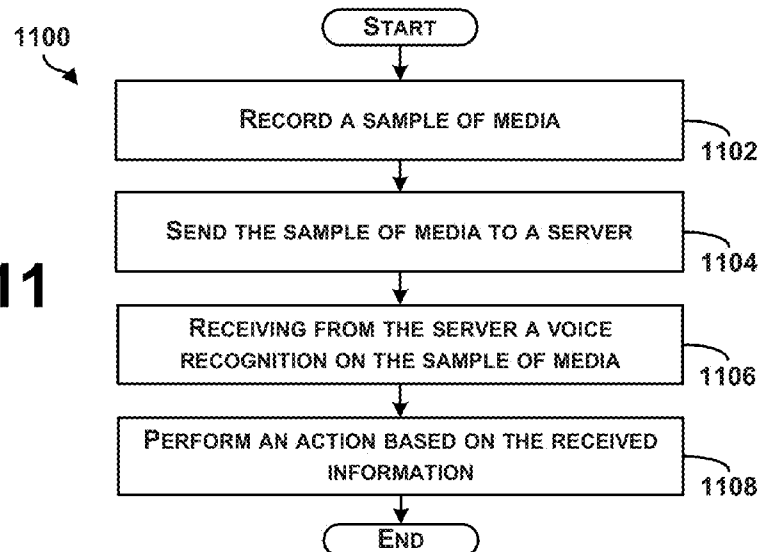 START
1100
RECORD A SAMPLE OF MEDIA
1102
SEND THE SAMPLE OF MEDIA TO A SERVER
1104
11
RECEIVING FROM THE SERVER A VOICE
RECOGNITION ON THE SAMPLE OF MEDIA
1106
PERFORM AN ACTION BASED ON THE RECEIVED
INFORMATION
1108
END